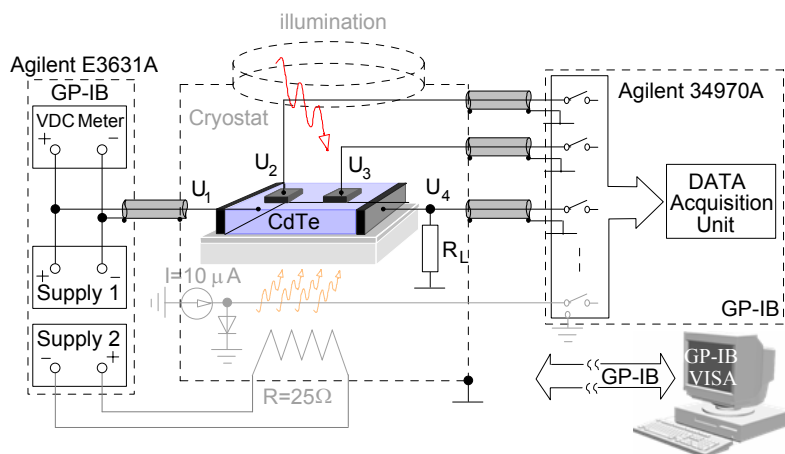 illumination
Agilent E3631A
GP-IB
VDC Meter
+ -
Cryostat
U2
U3
U1
U4
CdTe
RL
Agilent 34970A
DATA
Acquisition
Unit
GP-IB
+ -
Supply 1
I=10 μA
Supply 2
- +
R=25Ω
GP-IB
GP-IB
VISA